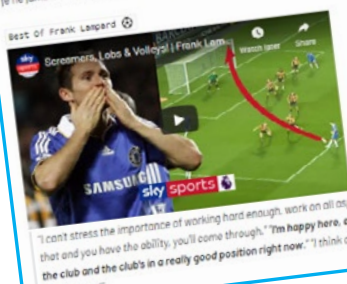 Best Of Frank Lampard ⚽
sky sports
Screamers, Lobs & Volleys! | Frank Lam
Watch later
Share
SAMSUNG
sky sports
"I can't stress the importance of working hard enough, work on all as
that and you have the ability, you'll come through." "I'm happy here,
the club and the club's in a really good position right now." "I think